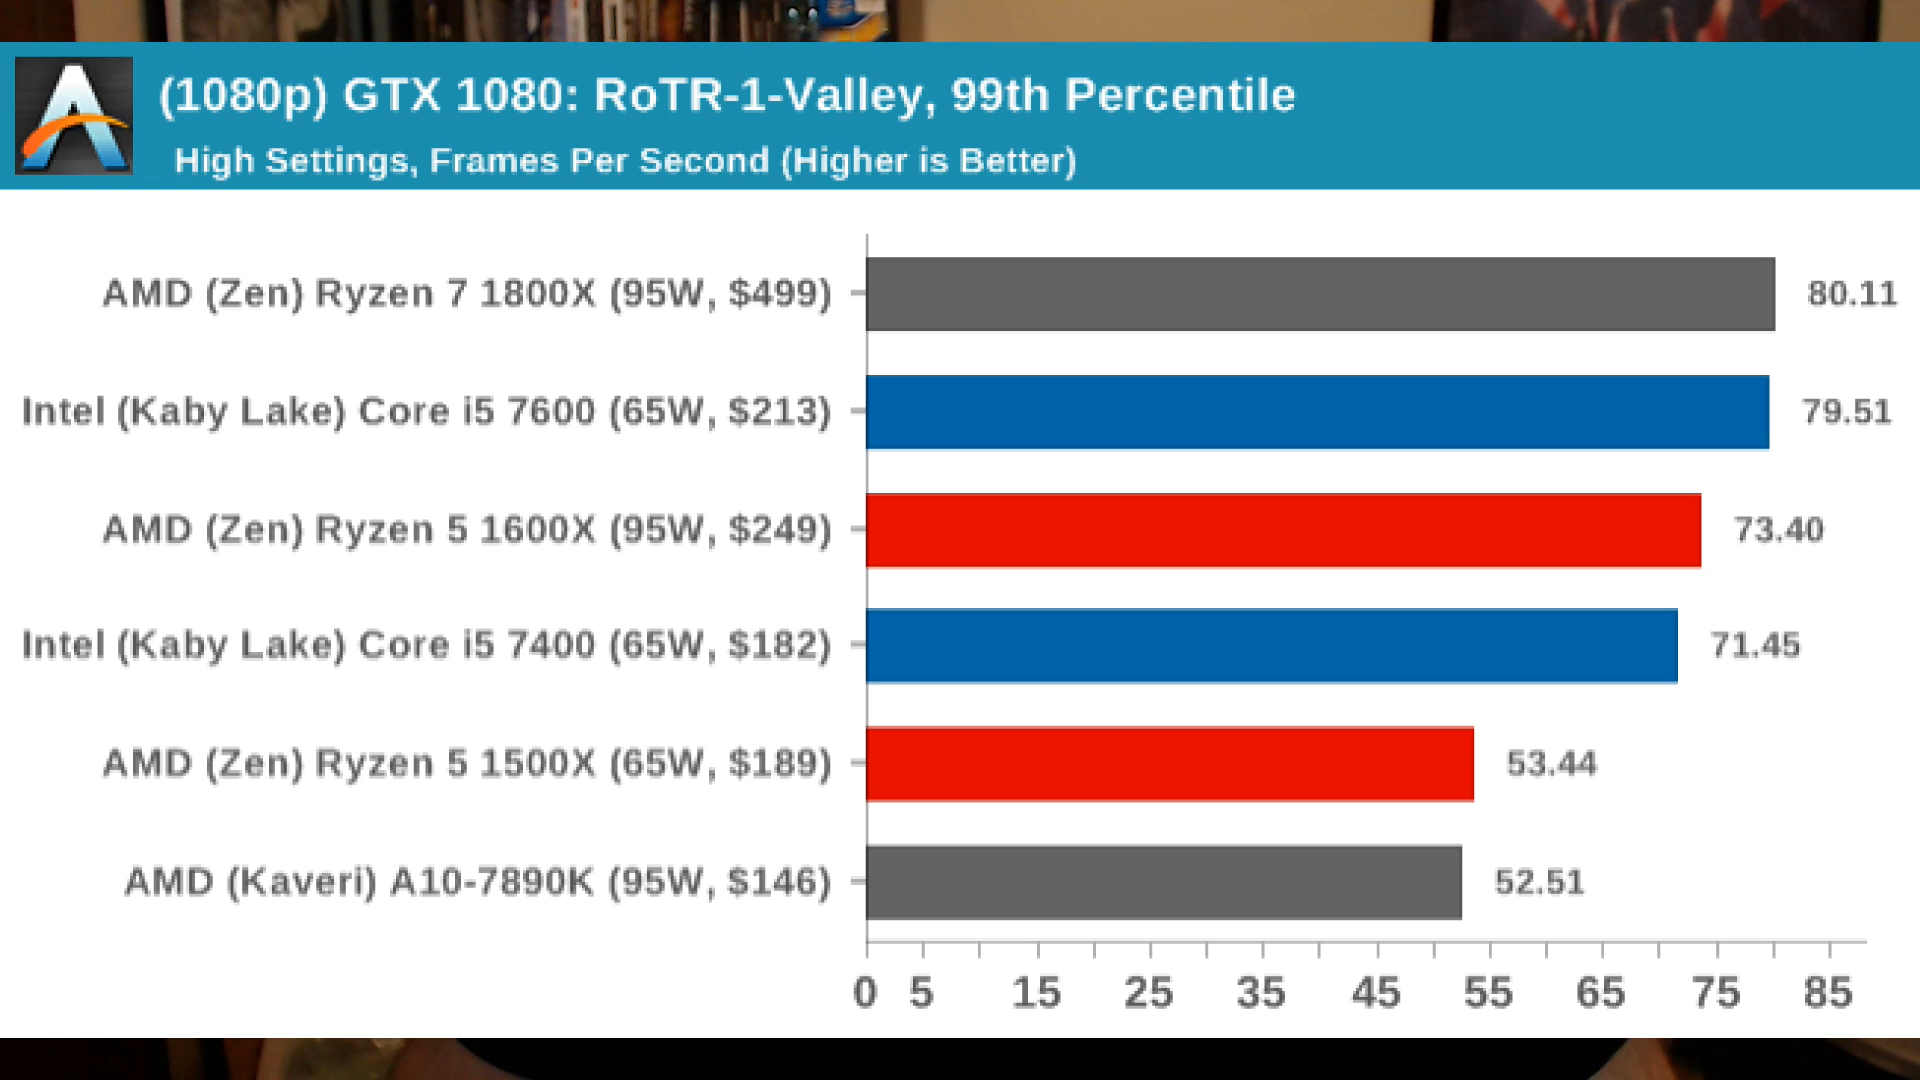 (1080p) GTX 1080: RoTR-1-Valley, 99th Percentile
High Settings, Frames Per Second (Higher is Better)
AMD (Zen) Ryzen 7 1800X (95W, $499) 80.11
Intel (Kaby Lake) Core i5 7600 (65W, $213) 79.51
AMD (Zen) Ryzen 5 1600X (95W, $249) 73.40
Intel (Kaby Lake) Core i5 7400 (65W, $182) 71.45
AMD (Zen) Ryzen 5 1500X (65W, $189) 53.44
AMD (Kaveri) A10-7890K (95W, $146) 52.51
0 5 15 25 35 45 55 65 75 85